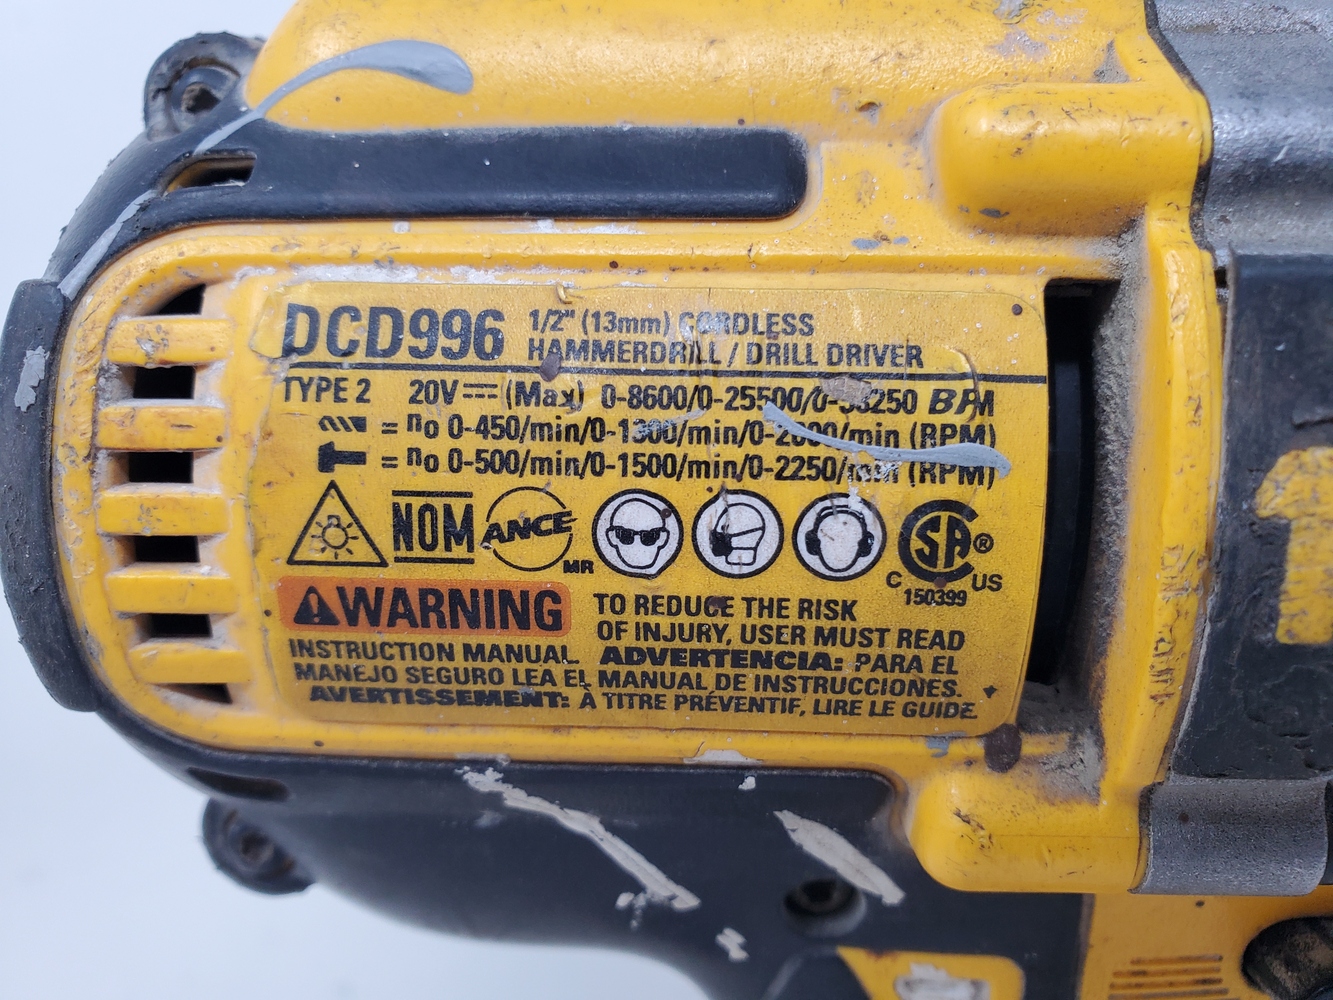 DCD996 1/2" (13mm) CORDLESS
HAMMERDRILL / DRILL DRIVER
TYPE 2 20V (Max) 0-8600/0-25500/0-38250 BPM
= no 0-450/min/0-1300/min/0-2000/min (RPM)
= no 0-500/min/0-1500/min/0-2250/min (RPM)
NOM ANCE MR CSA ® C US
150399
WARNING TO REDUCE THE RISK
OF INJURY, USER MUST READ
INSTRUCTION MANUAL. ADVERTENCIA: PARA EL
MANEJO SEGURO LEA EL MANUAL DE INSTRUCCIONES.
AVERTISSEMENT: À TITRE PRÉVENTIF, LIRE LE GUIDE.